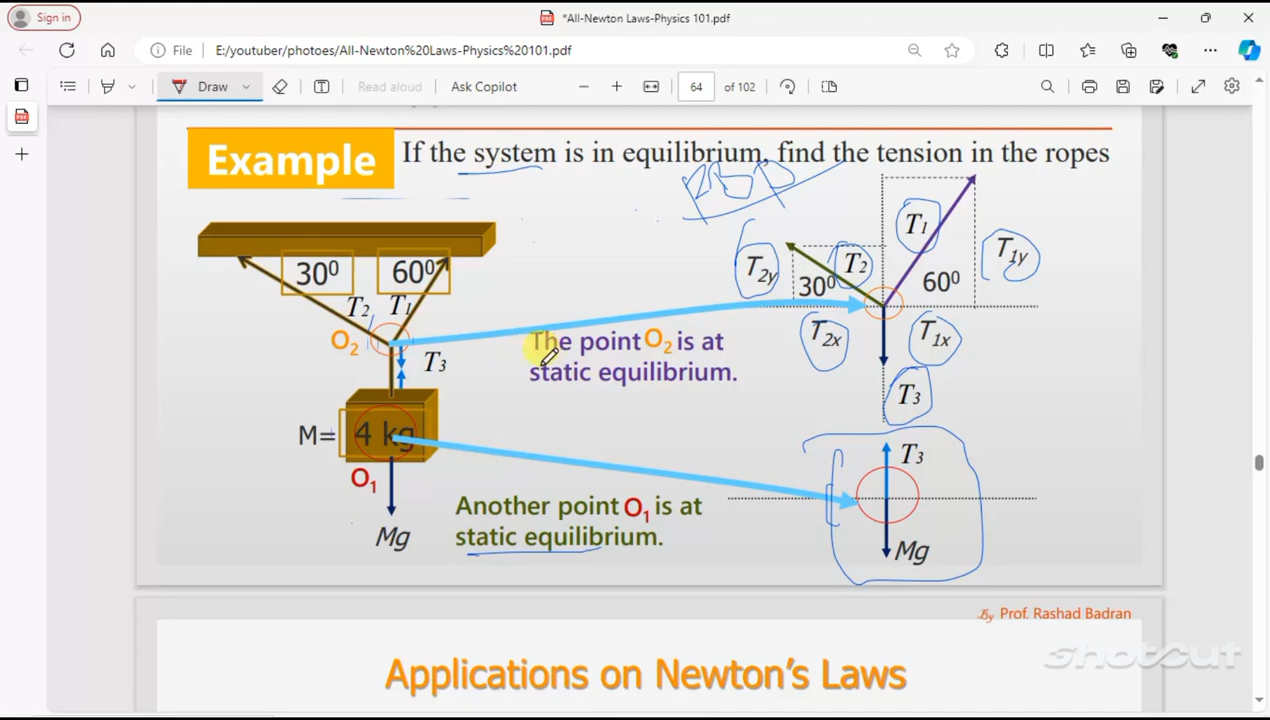 Sign in
*All-Newton Laws-Physics 101.pdf
File
E:/youtuber/photoes/All-Newton%20Laws-Physics%20101.pdf
Draw
Read aloud
Ask Copilot
64 of 102
Example If the system is in equilibrium, find the tension in the ropes
T1
T1y
T2y
T2
30⁰
60⁰
30⁰
60⁰
T2
T1
O2
The point O2 is at
static equilibrium.
T2x
T1x
T3
T3
M= 4 kg
T3
O1
Another point O1 is at
static equilibrium.
Mg
Mg
By Prof. Rashad Badran
Applications on Newton's Laws
Shotcut